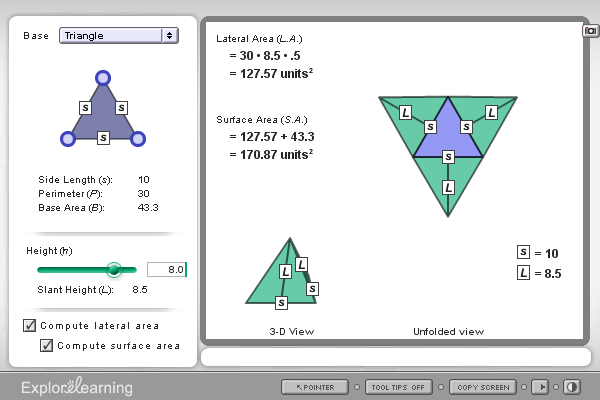 Base Triangle
s s
s
Side Length (s): 10
Perimeter (P): 30
Base Area (B): 43.3
Height (h)
8.0
Slant Height (L): 8.5
Compute lateral area
Compute surface area
Lateral Area (L.A.)
= 30 • 8.5 • .5
= 127.57 units²
Surface Area (S.A.)
= 127.57 + 43.3
= 170.87 units²
L L
s s
s
L
L L
s
s
3-D View
Unfolded view
s = 10
L = 8.5
Explorelearning
POINTER
TOOL TIPS OFF
COPY SCREEN